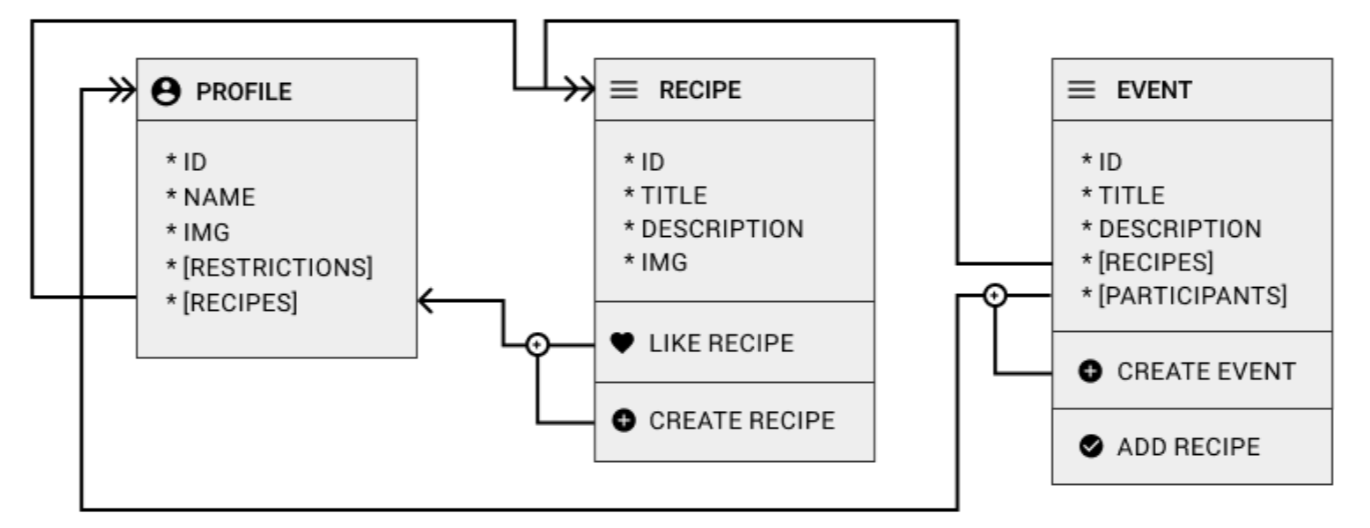 PROFILE
* ID
* NAME
* IMG
* [RESTRICTIONS]
* [RECIPES]
RECIPE
* ID
* TITLE
* DESCRIPTION
* IMG
LIKE RECIPE
CREATE RECIPE
EVENT
* ID
* TITLE
* DESCRIPTION
* [RECIPES]
* [PARTICIPANTS]
CREATE EVENT
ADD RECIPE